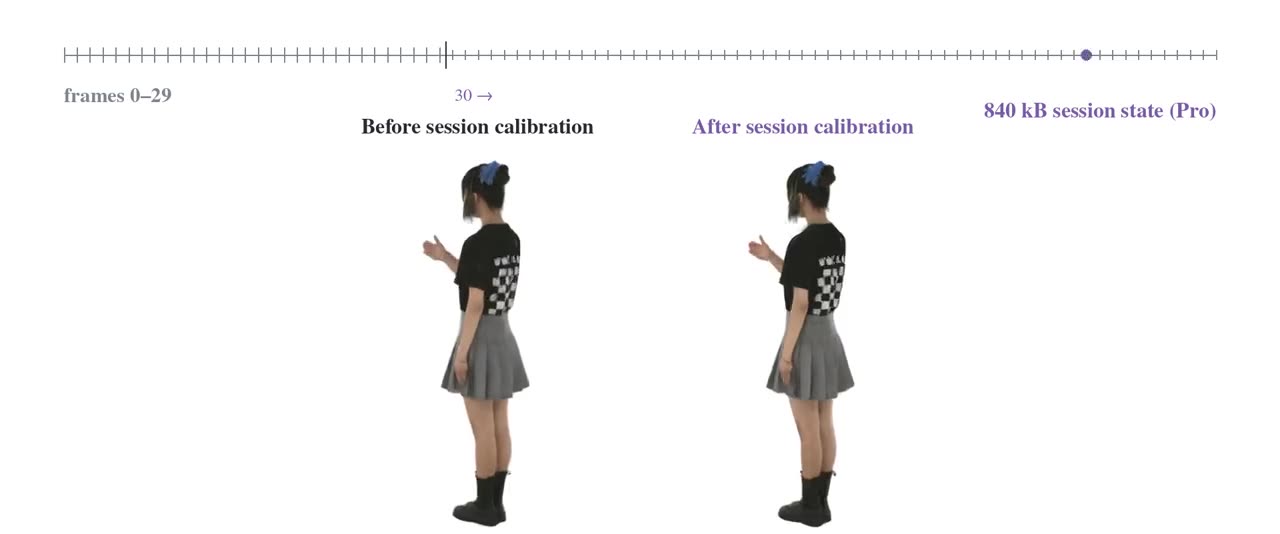 frames 0–29
30 →
840 kB session state (Pro)
Before session calibration
After session calibration